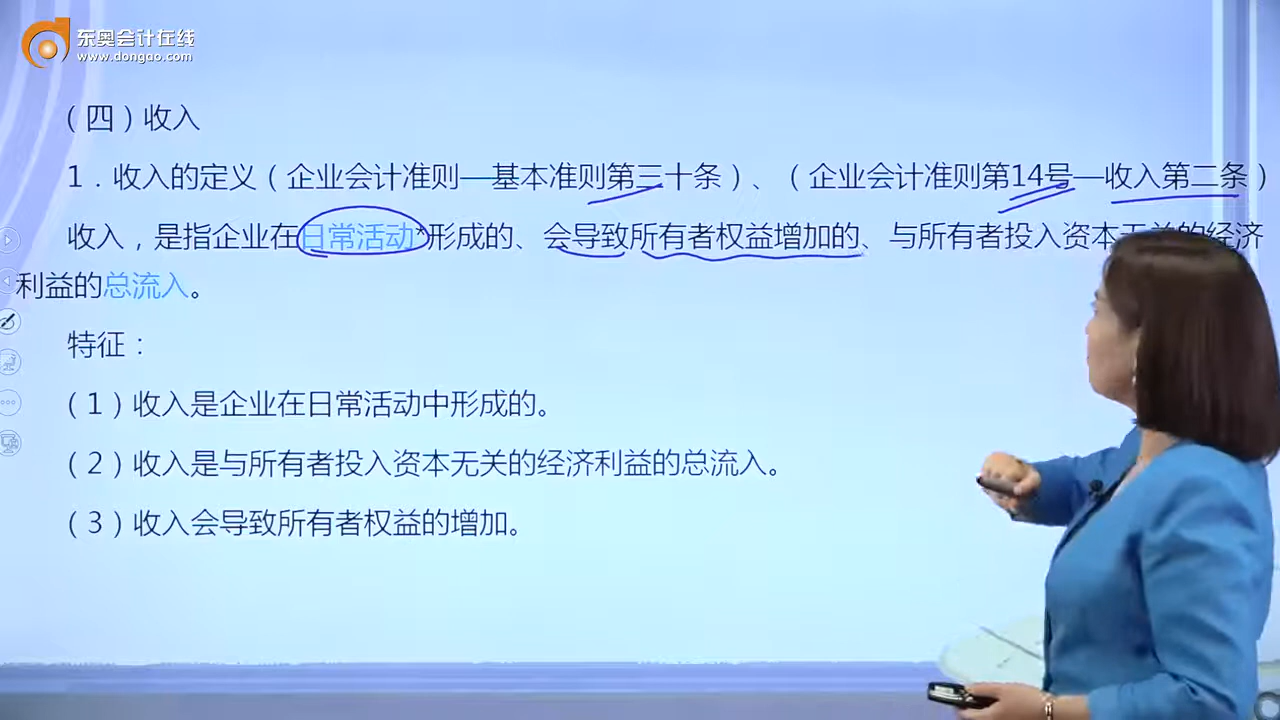 东奥会计在线
www.dongao.com
（四）收入
1．收入的定义（企业会计准则—基本准则第三十条）、（企业会计准则第14号—收入第二条）
收入，是指企业在日常活动*形成的、会导致所有者权益增加的、与所有者投入资本无关的经济
利益的总流入。
特征：
（1）收入是企业在日常活动中形成的。
（2）收入是与所有者投入资本无关的经济利益的总流入。
（3）收入会导致所有者权益的增加。